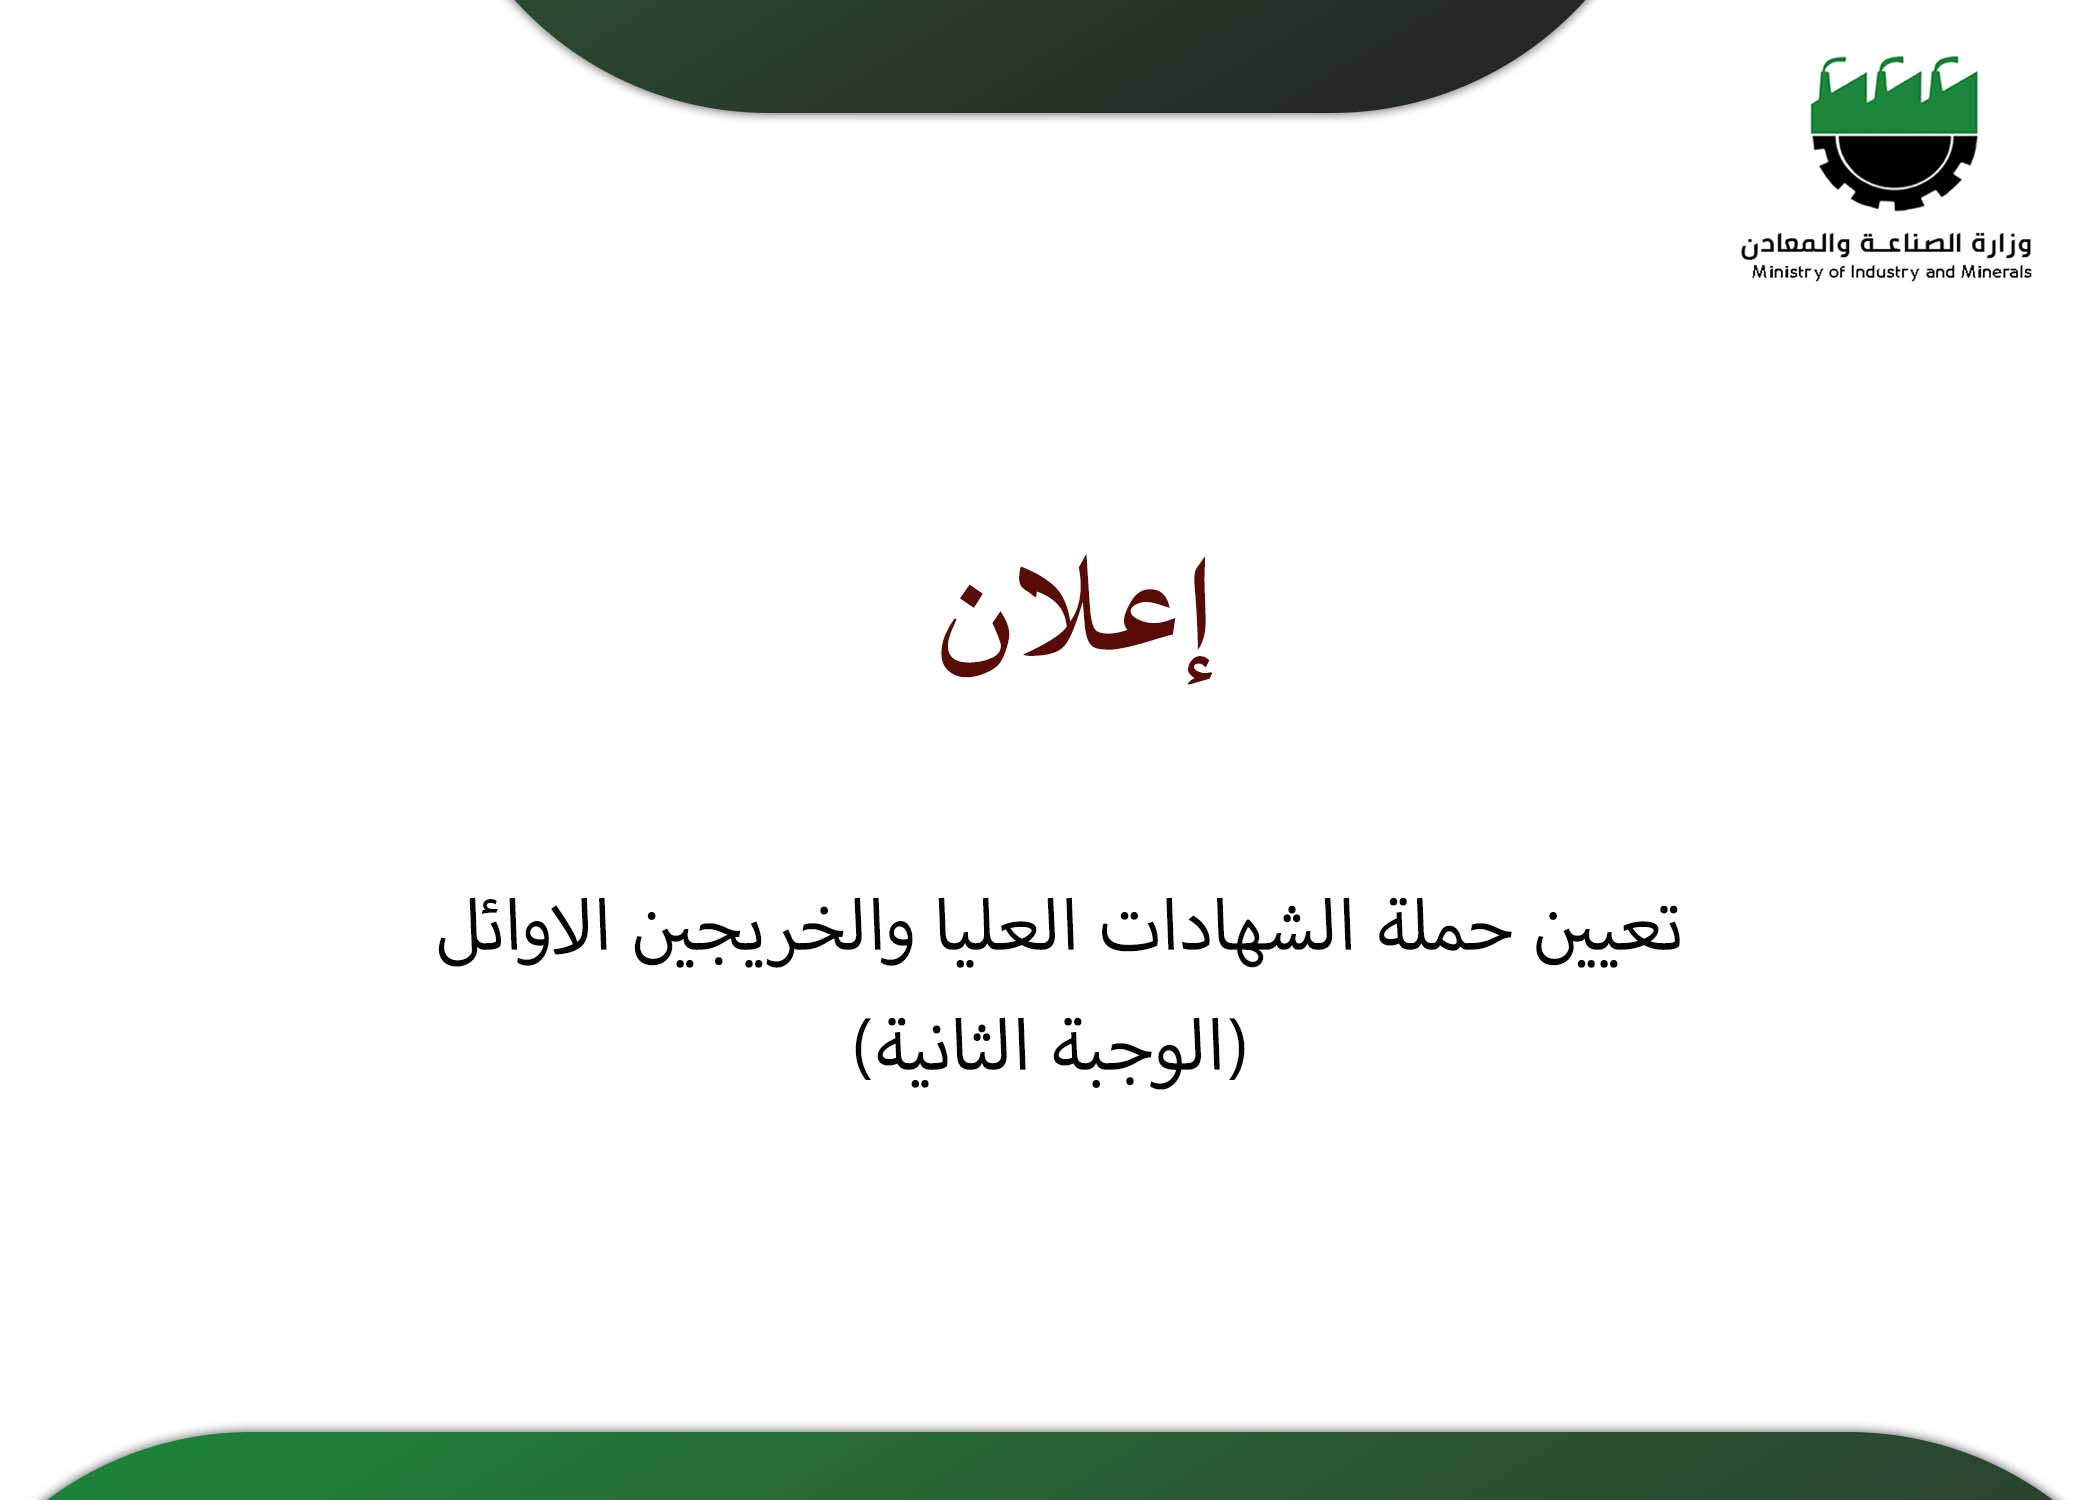 وزارة الصناعـة والمعادن
Ministry of Industry and Minerals
إعلان
تعيين حملة الشهادات العليا والخريجين الاوائل
(الوجبة الثانية)